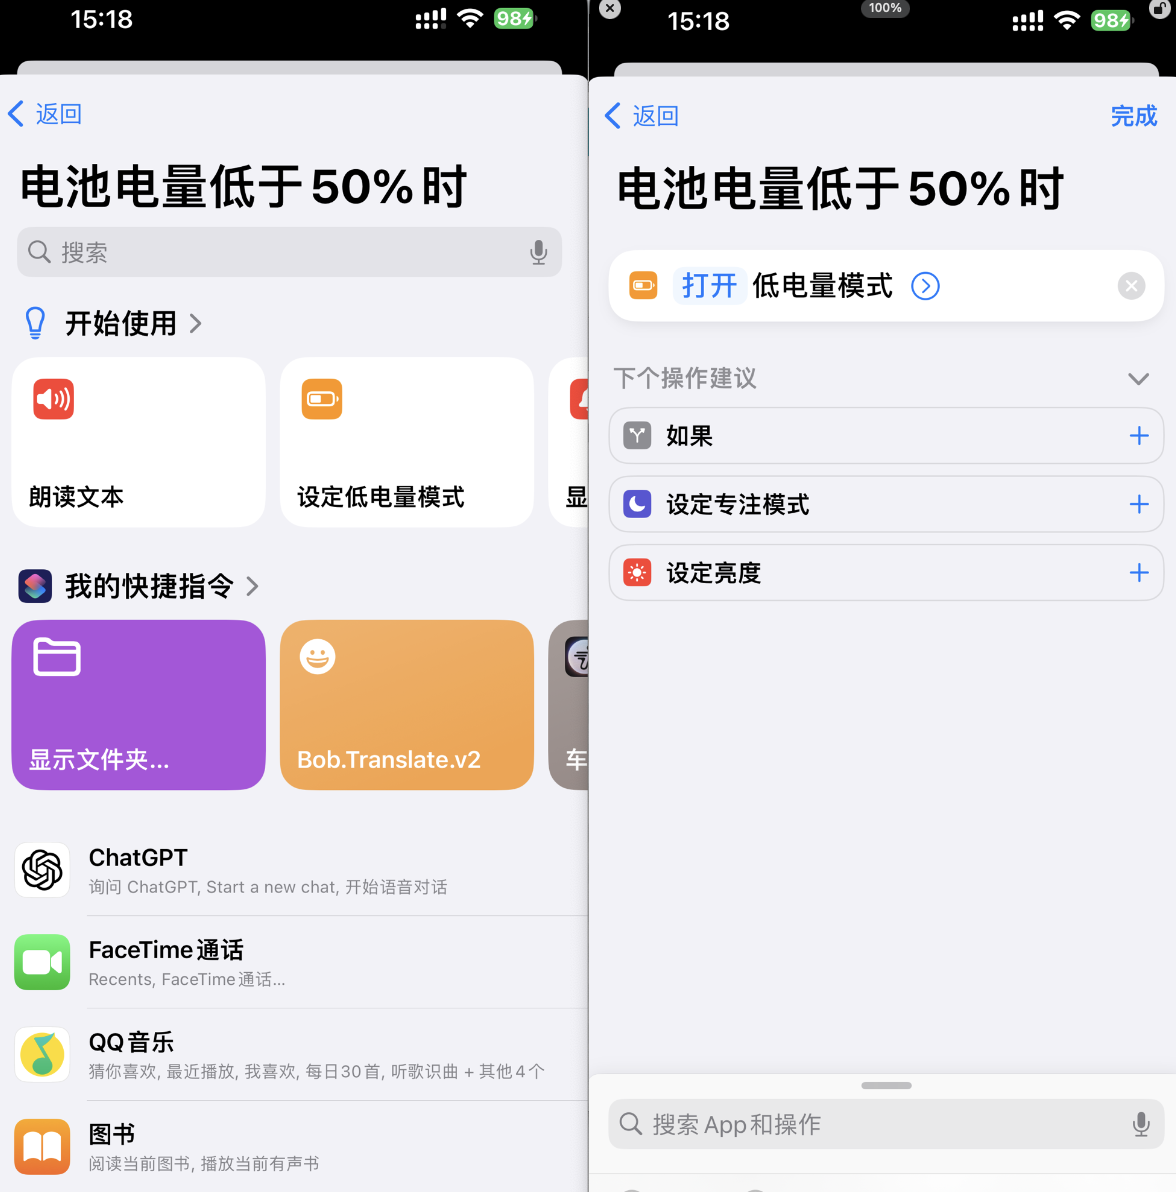 15:18
98
返回
电池电量低于50%时
搜索
开始使用
朗读文本
设定低电量模式
显
我的快捷指令
显示文件夹...
Bob.Translate.v2
车
ChatGPT
询问 ChatGPT, Start a new chat, 开始语音对话
FaceTime通话
Recents, FaceTime通话...
QQ音乐
猜你喜欢, 最近播放, 我喜欢, 每日30首, 听歌识曲 + 其他4个
图书
阅读当前图书, 播放当前有声书
100%
15:18
98
返回
完成
电池电量低于50%时
打开 低电量模式
下个操作建议
如果
设定专注模式
设定亮度
搜索App和操作